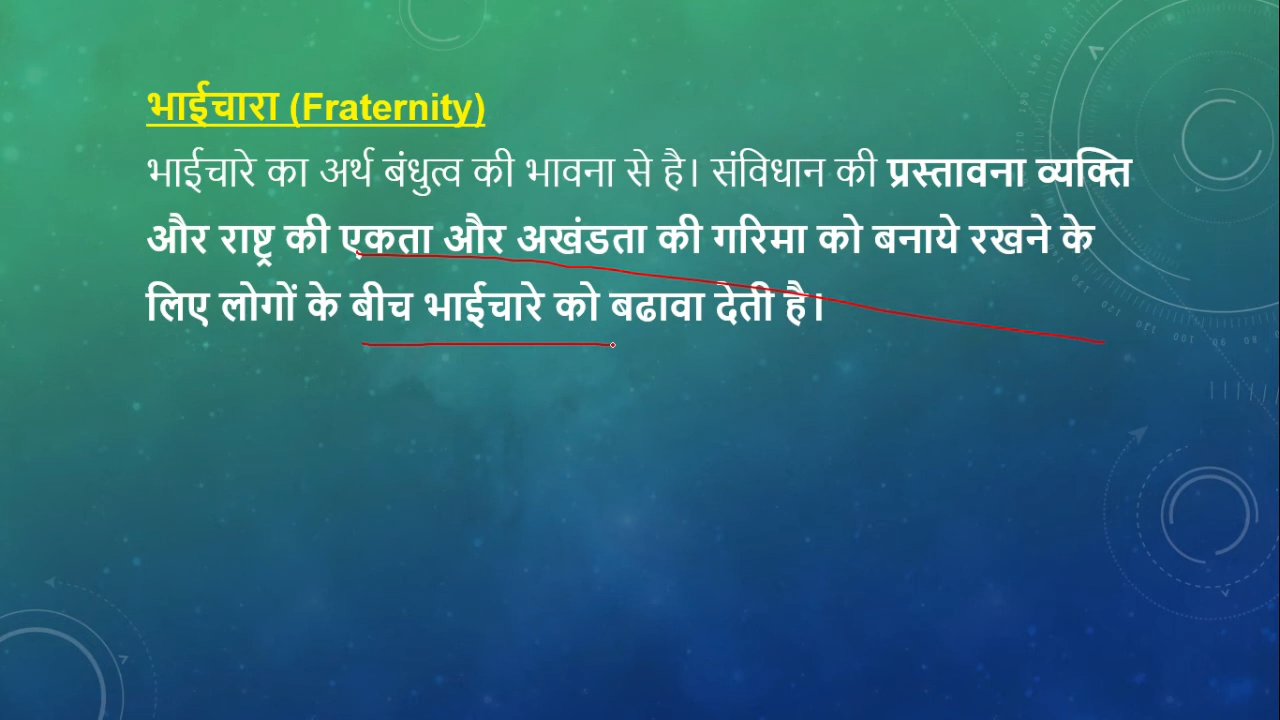 भाईचारा (Fraternity)
भाईचारे का अर्थ बंधुत्व की भावना से है। संविधान की प्रस्तावना व्यक्ति
और राष्ट्र की एकता और अखंडता की गरिमा को बनाये रखने के
लिए लोगों के बीच भाईचारे को बढावा देती है।